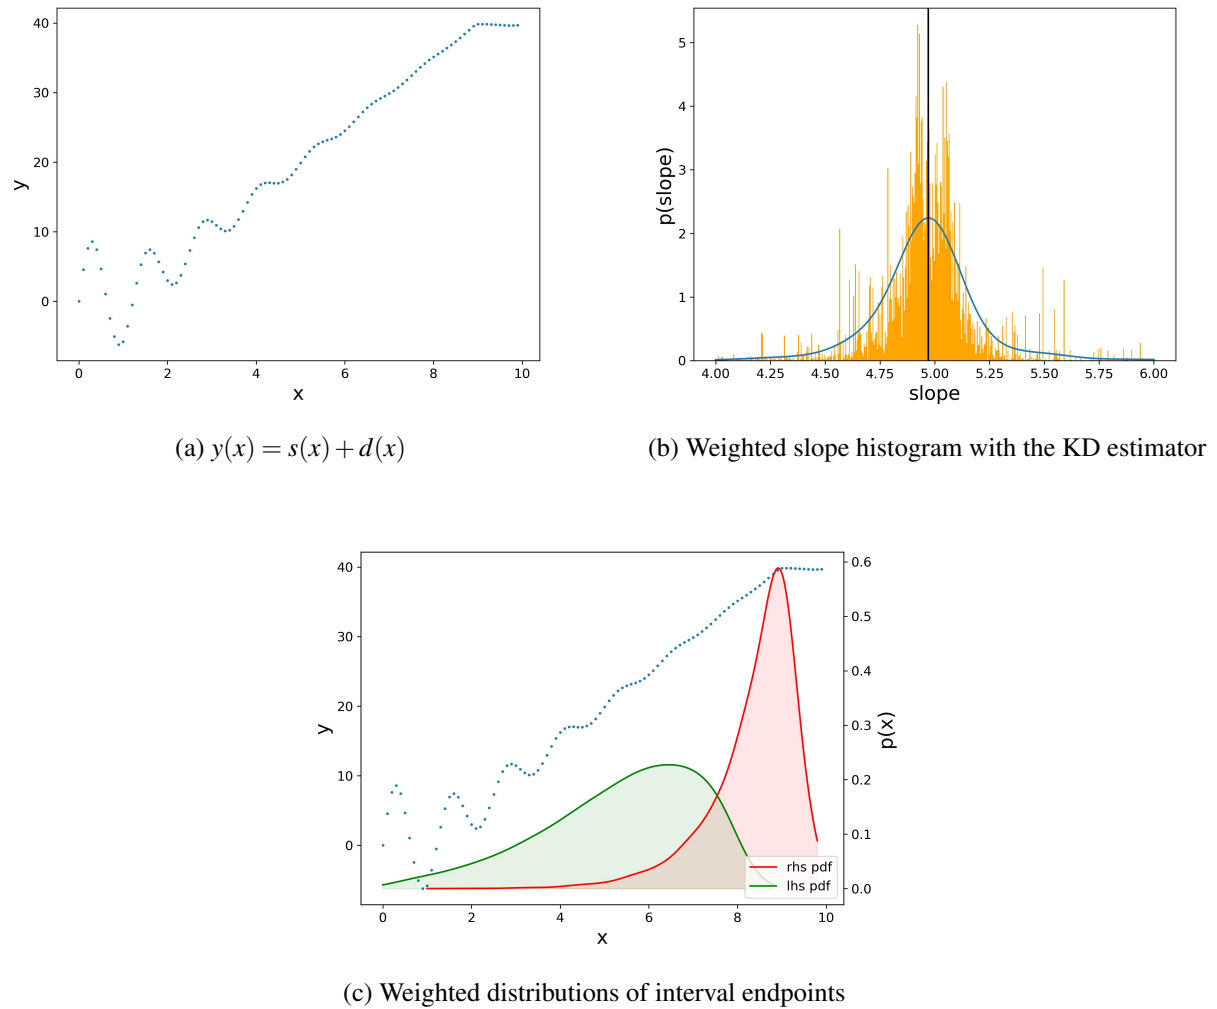 40
30
20
10
0
y
0 2 4 6 8 10
x
(a) y(x) = s(x) + d(x)
5
4
3
2
1
0
p(slope)
4.00 4.25 4.50 4.75 5.00 5.25 5.50 5.75 6.00
slope
(b) Weighted slope histogram with the KD estimator
40
30
20
10
0
y
0.6
0.5
0.4
0.3
0.2
0.1
0.0
p(x)
rhs pdf
lhs pdf
0 2 4 6 8 10
x
(c) Weighted distributions of interval endpoints